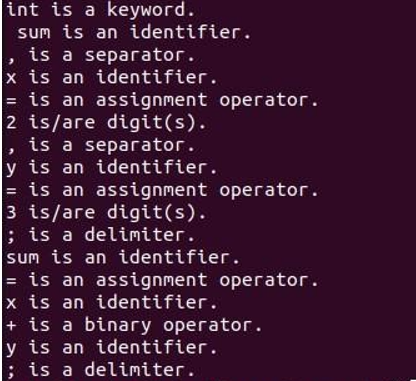 int is a keyword.
 sum is an identifier.
, is a separator.
x is an identifier.
= is an assignment operator.
2 is/are digit(s).
, is a separator.
y is an identifier.
= is an assignment operator.
3 is/are digit(s).
; is a delimiter.
sum is an identifier.
= is an assignment operator.
x is an identifier.
+ is a binary operator.
y is an identifier.
; is a delimiter.